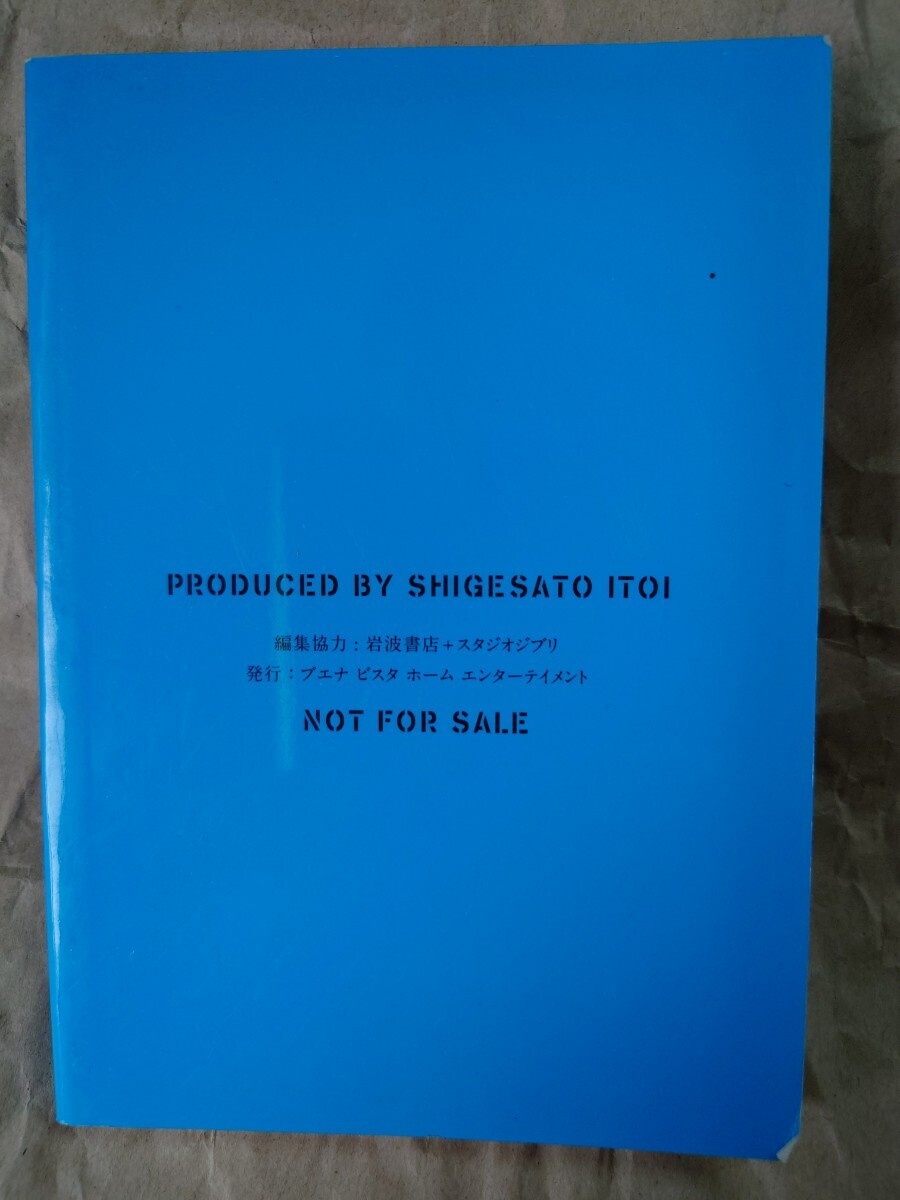 PRODUCED BY SHIGESATO ITOI
編集協力：岩波書店＋スタジオジブリ
発行：ブエナ ビスタ ホーム エンターテイメント
NOT FOR SALE